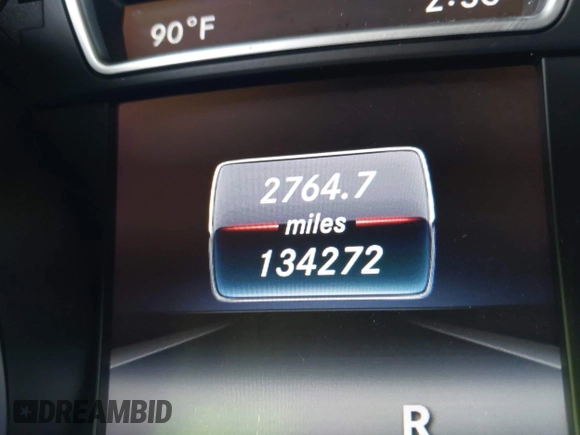 90°F
2764.7
miles
134272
R
DREAMBID